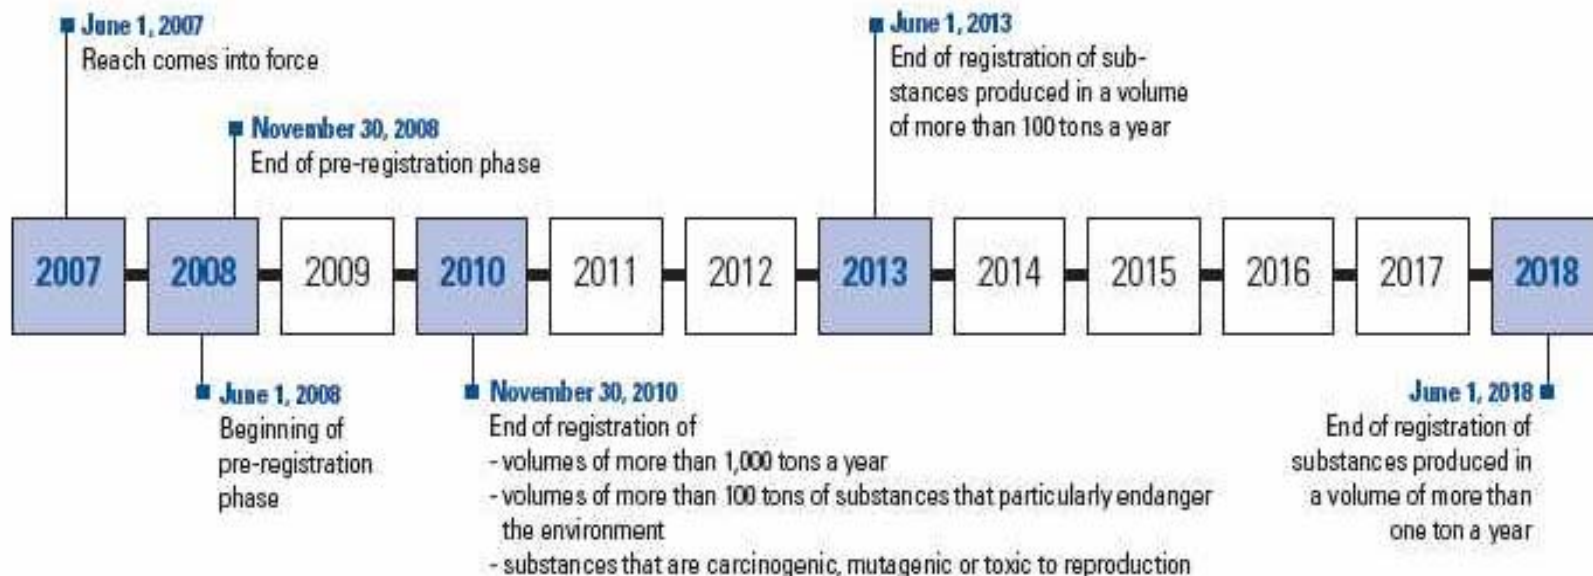 June 1, 2007
Reach comes into force
November 30, 2008
End of pre-registration phase
June 1, 2013
End of registration of sub-
stances produced in a volume
of more than 100 tons a year
2007
2008
2009
2010
2011
2012
2013
2014
2015
2016
2017
2018
June 1, 2008
Beginning of
pre-registration
phase
November 30, 2010
End of registration of
- volumes of more than 1,000 tons a year
- volumes of more than 100 tons of substances that particularly endanger
the environment
- substances that are carcinogenic, mutagenic or toxic to reproduction
June 1, 2018
End of registration of
substances produced in
a volume of more than
one ton a year